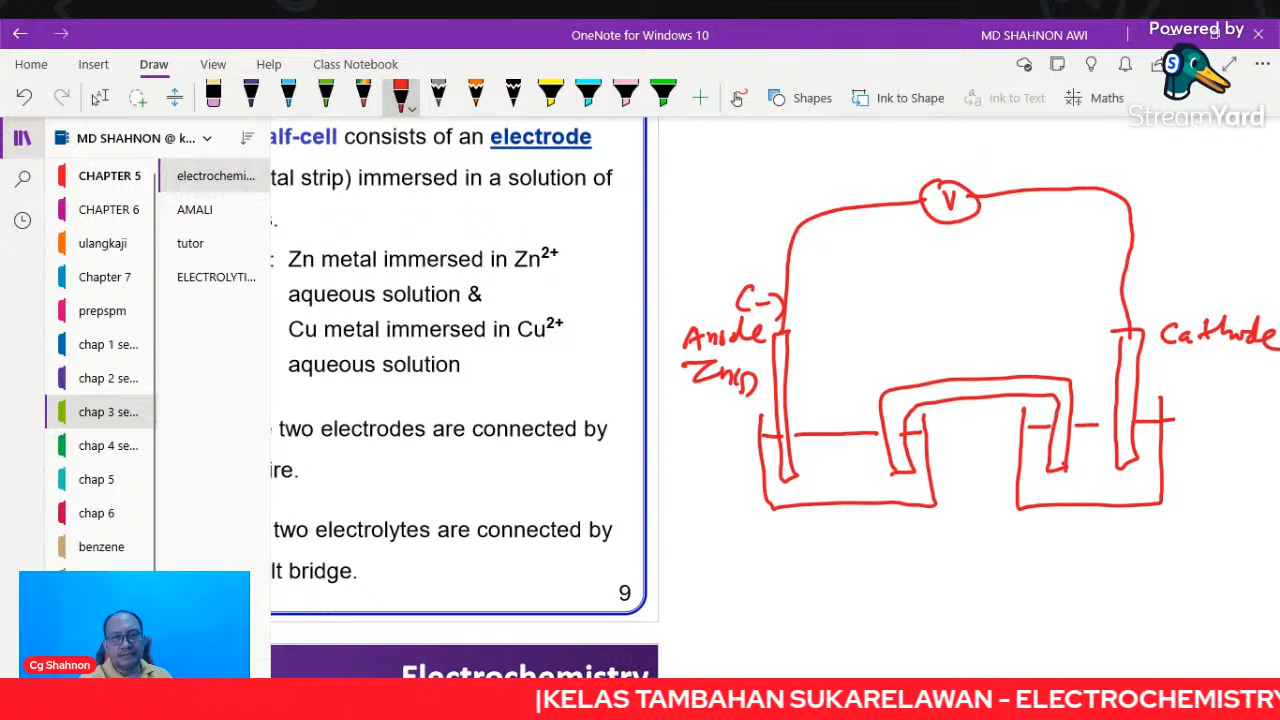 OneNote for Windows 10
MD SHAHNON AWI
Powered by
StreamYard
Home
Insert
Draw
View
Help
Class Notebook
Shapes
Ink to Shape
Ink to Text
Maths
MD SHAHNON @ k...
CHAPTER 5
CHAPTER 6
ulangkaji
Chapter 7
prepspm
chap 1 se...
chap 2 se...
chap 3 se...
chap 4 se...
chap 5
chap 6
benzene
electrochemi...
AMALI
tutor
ELECTROLYTI...
alf-cell consists of an electrode
tal strip) immersed in a solution of
s.
: Zn metal immersed in Zn²⁺
aqueous solution &
Cu metal immersed in Cu²⁺
aqueous solution
two electrodes are connected by
ire.
two electrolytes are connected by
lt bridge.
9
Electrochemistry
V
(-)
Anode
Zn(s)
Cathode
S
Cg Shahnon
|KELAS TAMBAHAN SUKARELAWAN - ELECTROCHEMISTRY